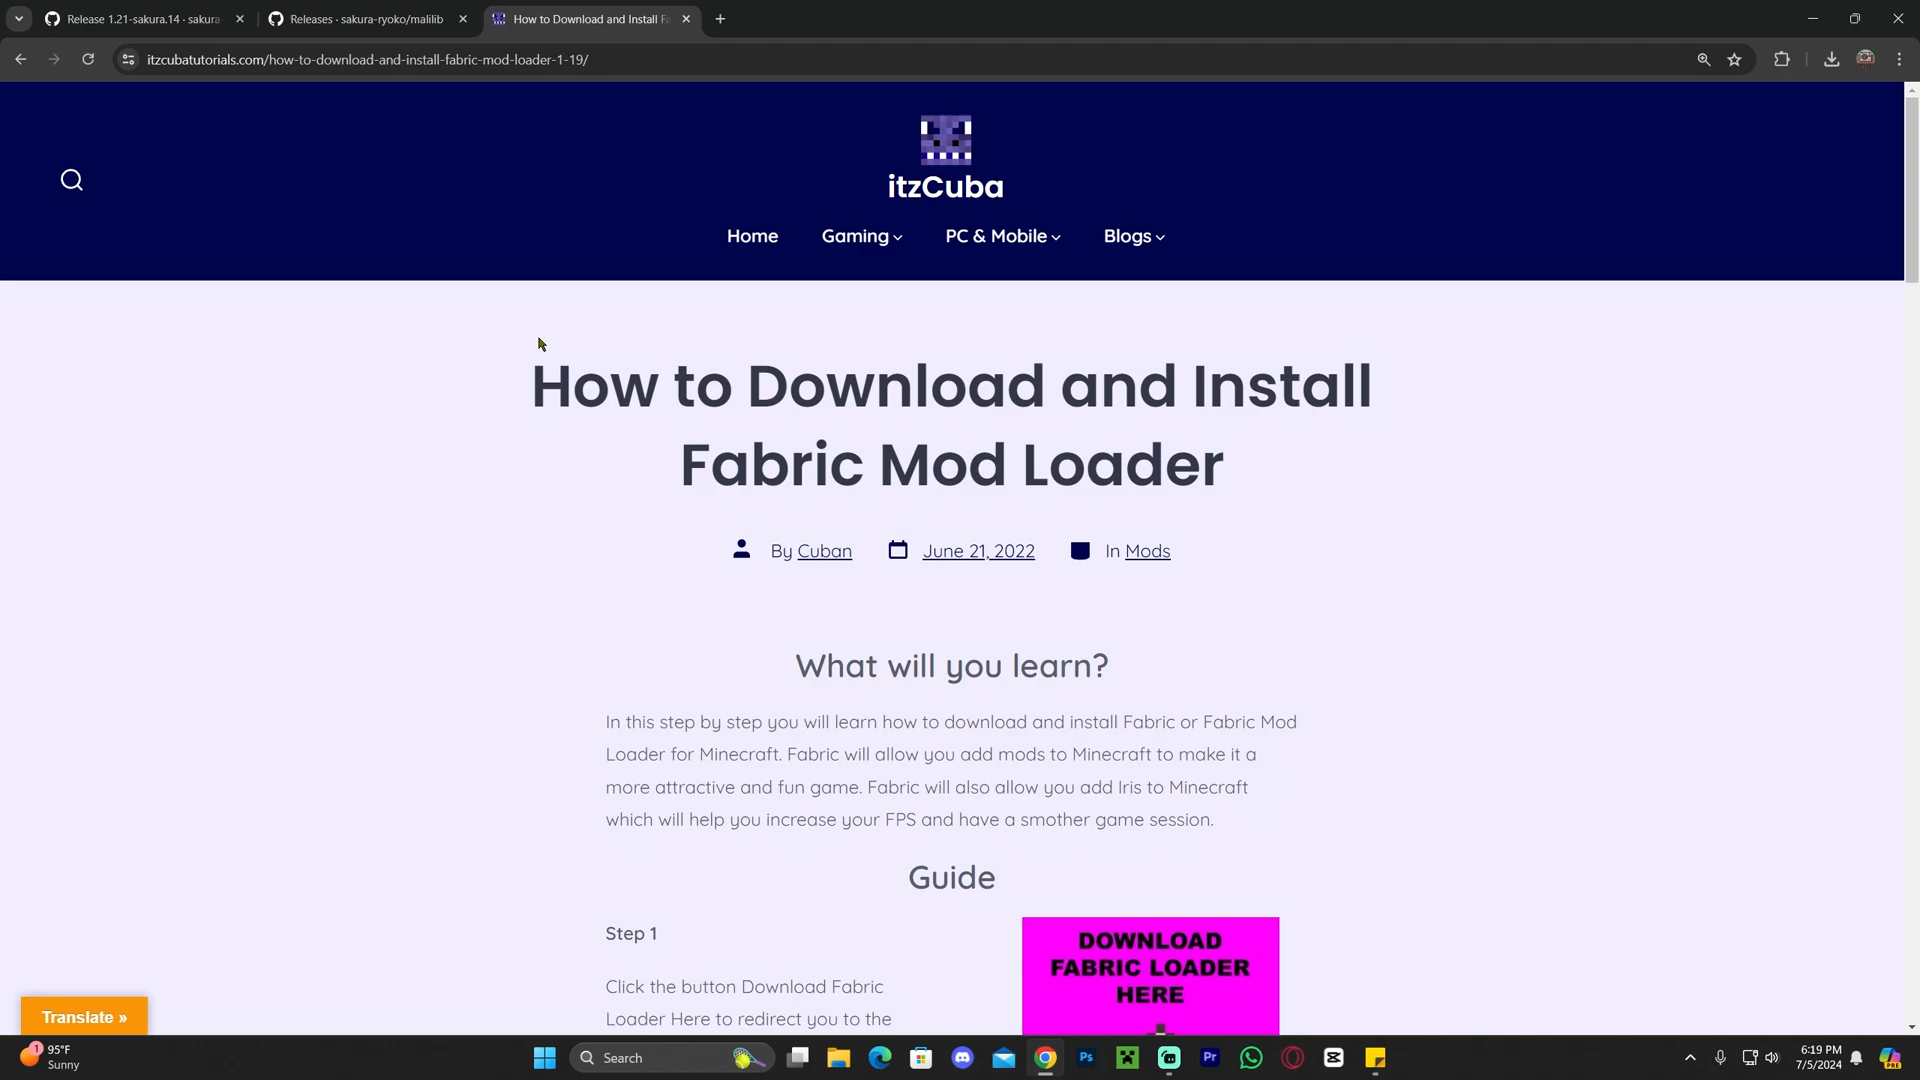 Release 1.21-sakura.14 · sakura-
Releases · sakura-ryoko/malilib
How to Download and Install Fa
itzcubatutorials.com/how-to-download-and-install-fabric-mod-loader-1-19/
itzCuba
Home
Gaming
PC & Mobile
Blogs
How to Download and Install
Fabric Mod Loader
By Cuban
June 21, 2022
In Mods
What will you learn?
In this step by step you will learn how to download and install Fabric or Fabric Mod
Loader for Minecraft. Fabric will allow you add mods to Minecraft to make it a
more attractive and fun game. Fabric will also allow you add Iris to Minecraft
which will help you increase your FPS and have a smother game session.
Guide
Step 1
Click the button Download Fabric
Loader Here to redirect you to the
DOWNLOAD
FABRIC LOADER
HERE
Translate »
1
95°F
Sunny
Search
Ps
Pr
6:19 PM
7/5/2024
PRE